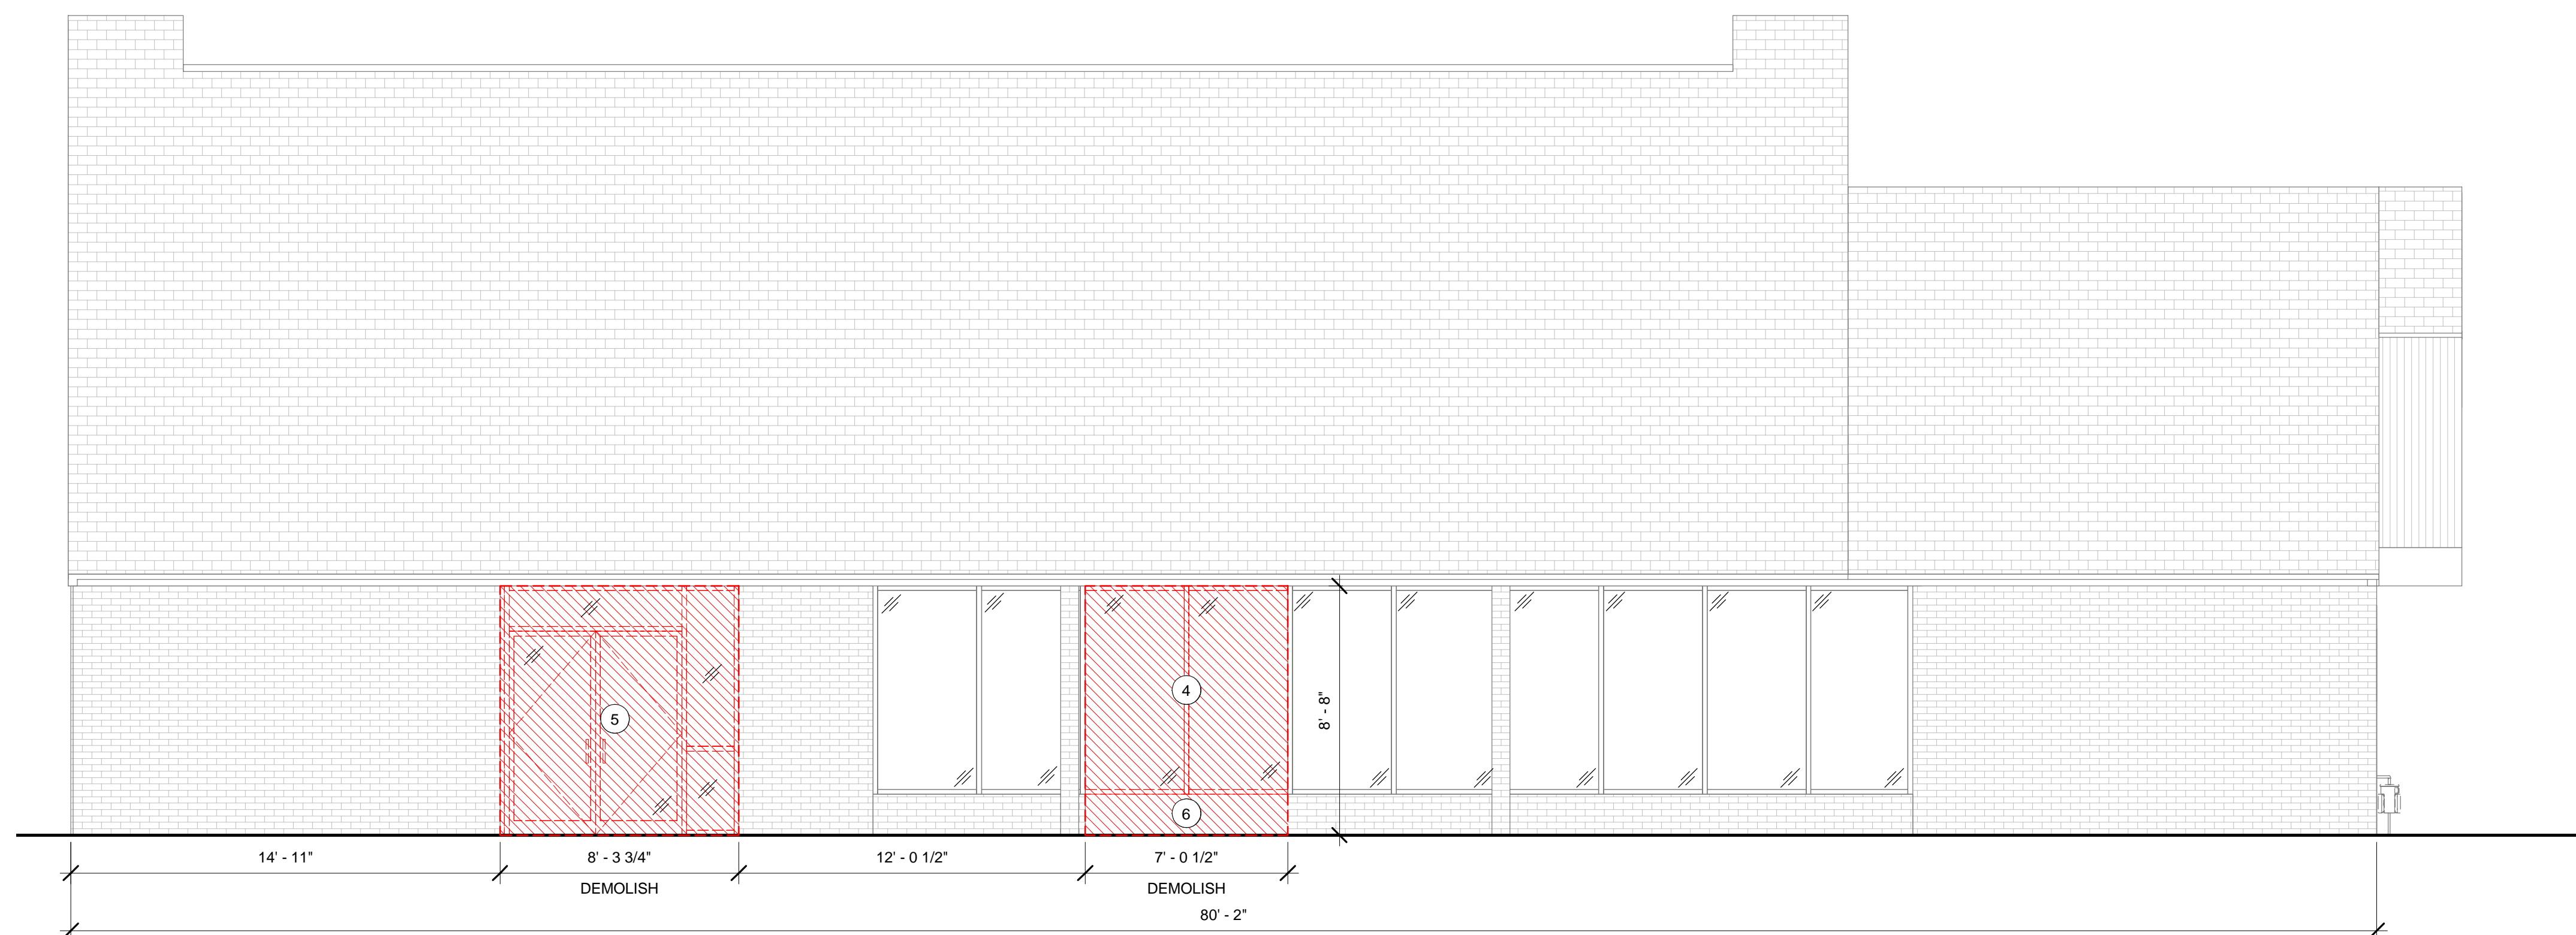 4
8' - 8"
5
6
14' - 11"
8' - 3 3/4"
12' - 0 1/2"
7' - 0 1/2"
DEMOLISH
DEMOLISH
80' - 2"